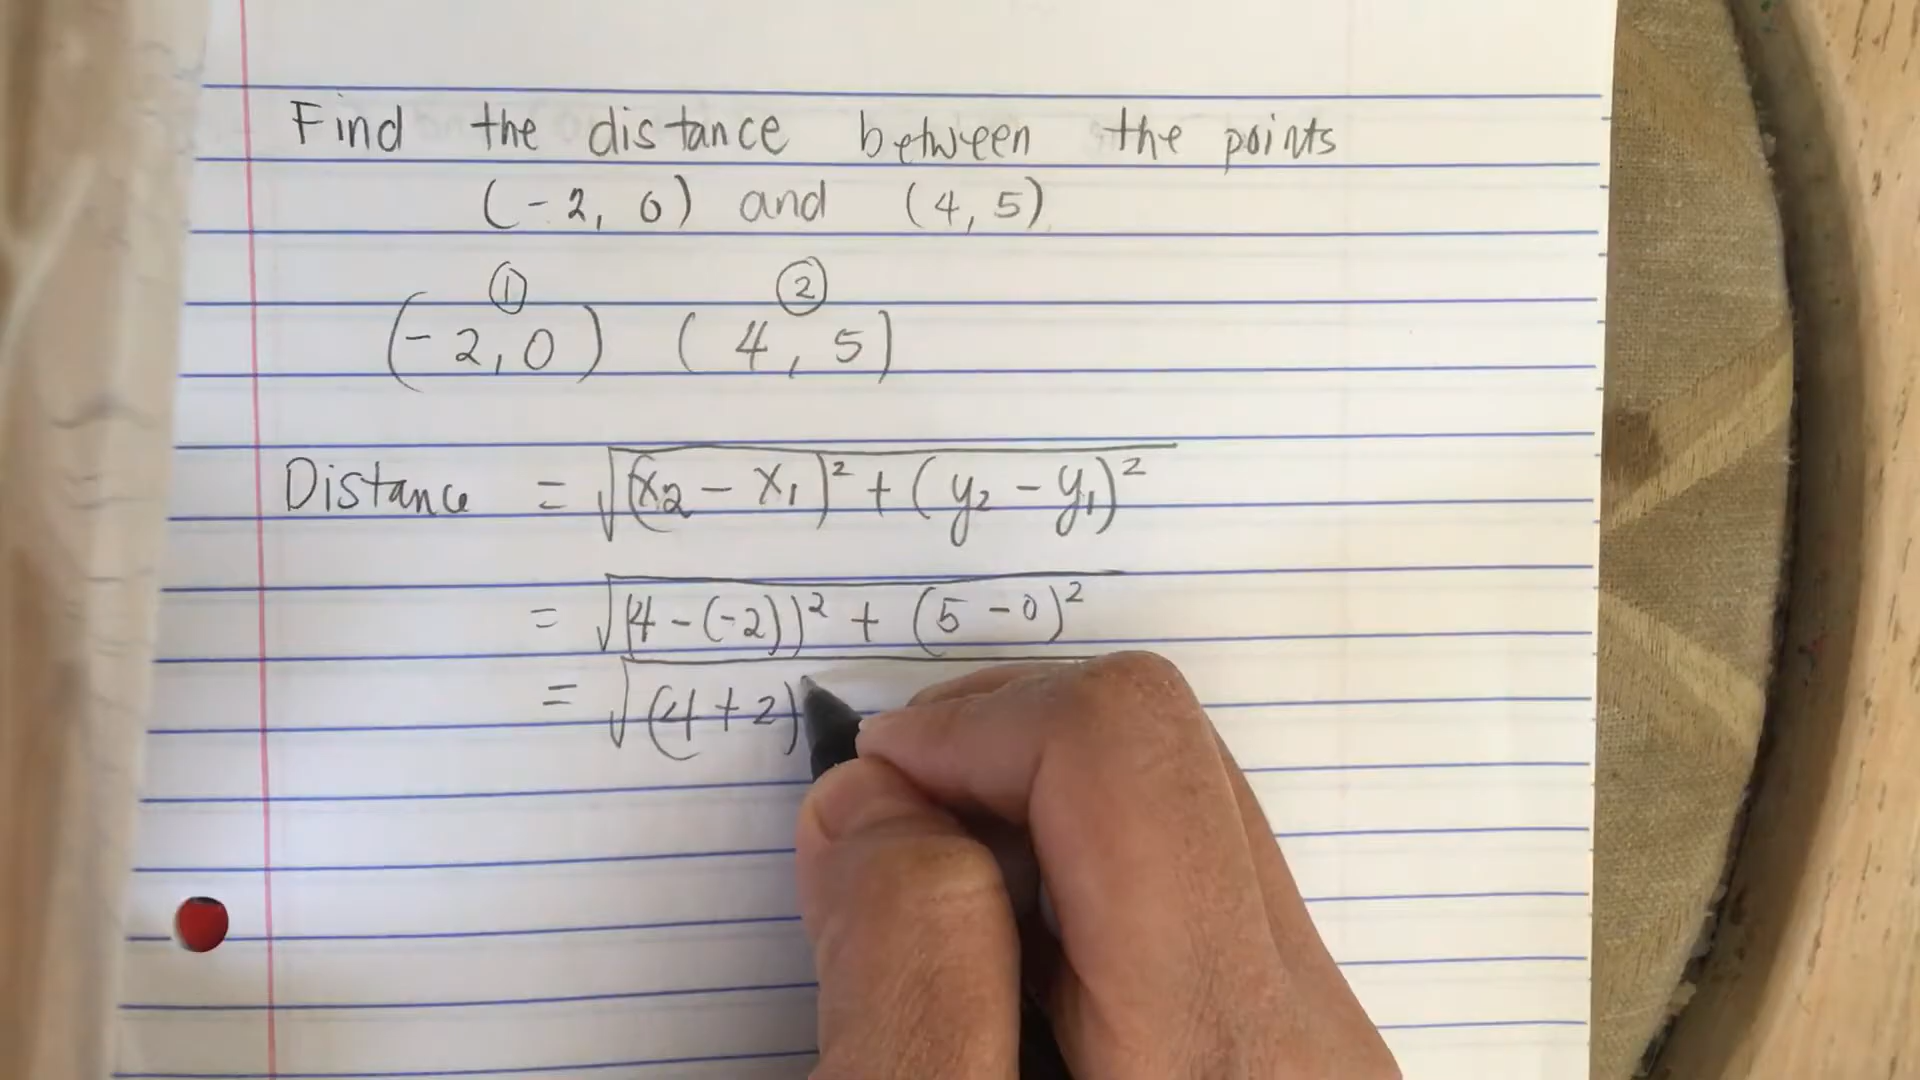 Find the distance between the points
(-2, 0) and (4, 5)
① ②
(-2, 0) (4, 5)
Distance = √((x₂ - x₁)² + (y₂ - y₁)²)
= √((4 - (-2))² + (5 - 0)²)
= √((4 + 2)